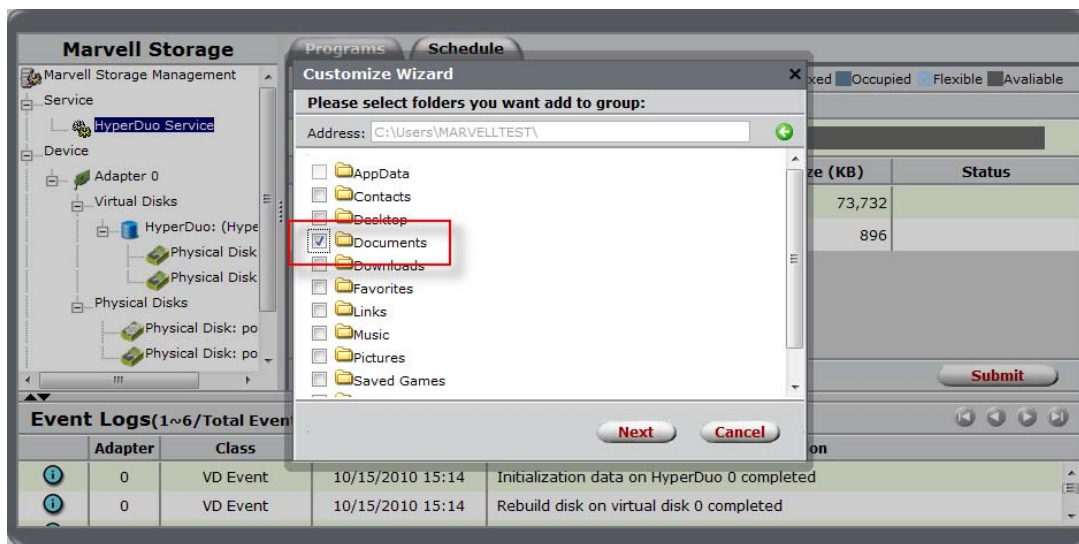 Marvell Storage
Programs
Schedule
Marvell Storage Management
Service
HyperDuo Service
Device
Adapter 0
Virtual Disks
HyperDuo: (Hype
Physical Disk
Physical Disk
Physical Disks
Physical Disk: po
Physical Disk: po
Customize Wizard
xed Occupied Flexible Avaliable
Please select folders you want add to group:
Address: C:\Users\MARVELLTEST\
AppData
Contacts
Desktop
Documents
Downloads
Favorites
Links
Music
Pictures
Saved Games
Next Cancel
ze (KB) Status
73,732
896
Submit
Event Logs(1~6/Total Even
Adapter Class on
0 VD Event 10/15/2010 15:14 Initialization data on HyperDuo 0 completed
0 VD Event 10/15/2010 15:14 Rebuild disk on virtual disk 0 completed